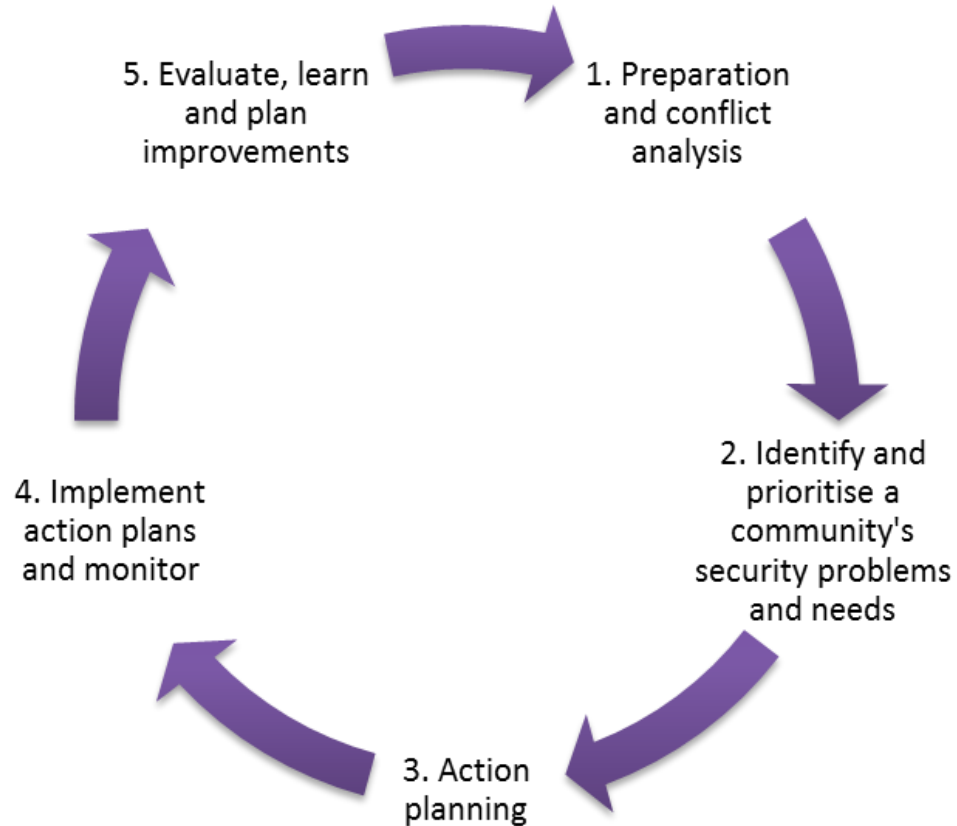 1. Preparation
and conflict
analysis
2. Identify and
prioritise a
community's
security problems
and needs
3. Action
planning
4. Implement
action plans
and monitor
5. Evaluate, learn
and plan
improvements